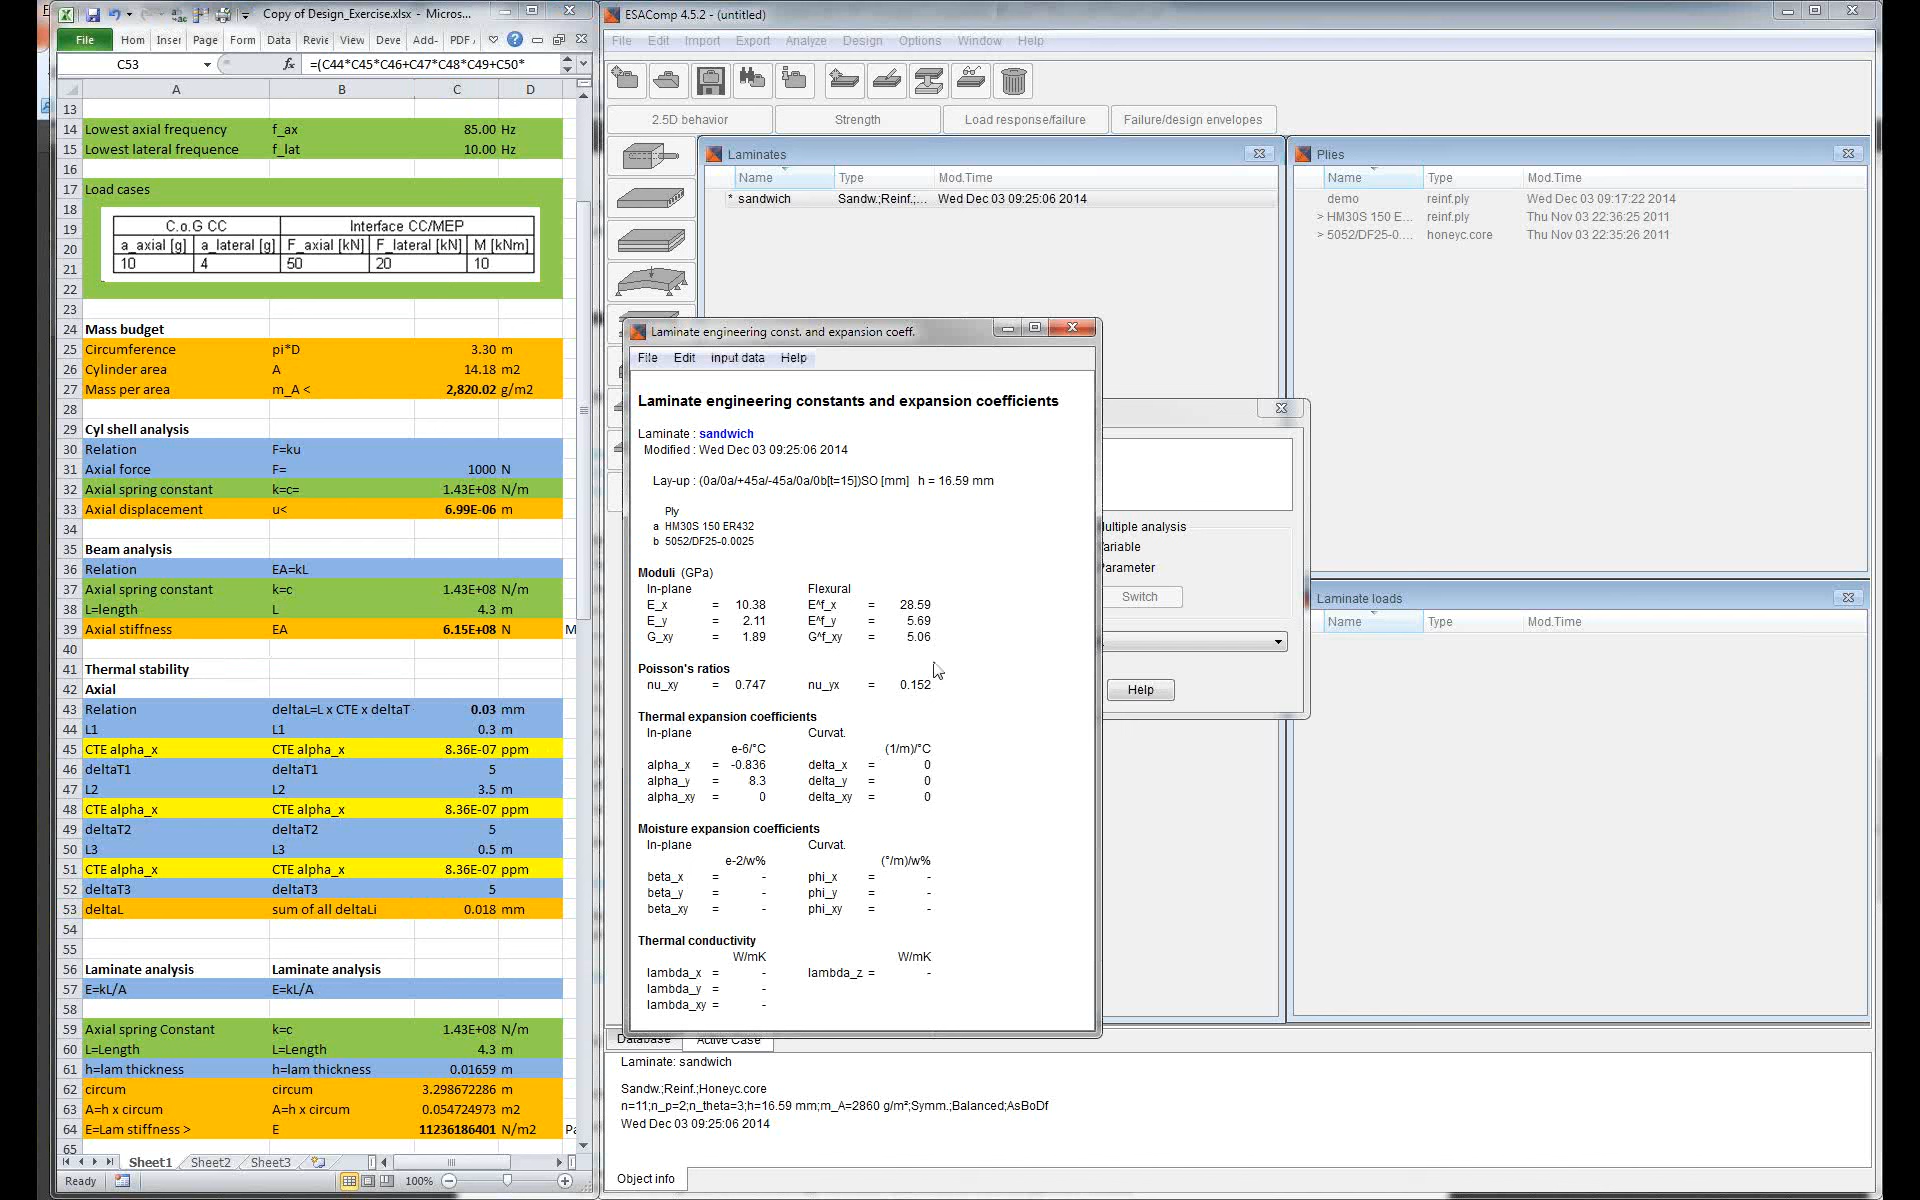 Copy of Design_Exercise.xlsx - Micros...
File Hom Inser Page Form Data Revie View Deve Add- PDF
C53 fx =(C44*C45*C46+C47*C48*C49+C50*
A B C D
13
14 Lowest axial frequency f_ax 85.00 Hz
15 Lowest lateral frequence f_lat 10.00 Hz
16
17 Load cases
18
C.o.G CC Interface CC/MEP
19
a_axial [g] a_lateral [g] F_axial [kN] F_lateral [kN] M [kNm]
20
10 4 50 20 10
21
22
23
24 Mass budget
25 Circumference pi*D 3.30 m
26 Cylinder area A 14.18 m2
27 Mass per area m_A < 2,820.02 g/m2
28
29 Cyl shell analysis
30 Relation F=ku
31 Axial force F= 1000 N
32 Axial spring constant k=c= 1.43E+08 N/m
33 Axial displacement u< 6.99E-06 m
34
35 Beam analysis
36 Relation EA=kL
37 Axial spring constant k=c 1.43E+08 N/m
38 L=length L 4.3 m
39 Axial stiffness EA 6.15E+08 N M
40
41 Thermal stability
42 Axial
43 Relation deltaL=L x CTE x deltaT 0.03 mm
44 L1 L1 0.3 m
45 CTE alpha_x CTE alpha_x 8.36E-07 ppm
46 deltaT1 deltaT1 5
47 L2 L2 3.5 m
48 CTE alpha_x CTE alpha_x 8.36E-07 ppm
49 deltaT2 deltaT2 5
50 L3 L3 0.5 m
51 CTE alpha_x CTE alpha_x 8.36E-07 ppm
52 deltaT3 deltaT3 5
53 deltaL sum of all deltaLi 0.018 mm
54
55
56 Laminate analysis Laminate analysis
57 E=kL/A E=kL/A
58
59 Axial spring Constant k=c 1.43E+08 N/m
60 L=Length L=Length 4.3 m
61 h=lam thickness h=lam thickness 0.01659 m
62 circum circum 3.298672286 m
63 A=h x circum A=h x circum 0.054724973 m2
64 E=Lam stiffness > E 11236186401 N/m2 Pa
65
Sheet1 Sheet2 Sheet3
Ready 100%
ESAComp 4.5.2 - (untitled)
File Edit Import Export Analyze Design Options Window Help
2.5D behavior Strength Load response/failure Failure/design envelopes
Laminates
Name Type Mod.Time
* sandwich Sandw.;Reinf.;... Wed Dec 03 09:25:06 2014
Plies
Name Type Mod.Time
demo reinf.ply Wed Dec 03 09:17:22 2014
> HM30S 150 E... reinf.ply Thu Nov 03 22:36:25 2011
> 5052/DF25-0.... honeyc.core Thu Nov 03 22:35:26 2011
Laminate engineering const. and expansion coeff.
File Edit Input data Help
Laminate engineering constants and expansion coefficients
Laminate : sandwich
Modified : Wed Dec 03 09:25:06 2014
Lay-up : (0a/0a/+45a/-45a/0a/0b[t=15])SO [mm] h = 16.59 mm
Ply
a HM30S 150 ER432
b 5052/DF25-0.0025
Moduli (GPa)
In-plane Flexural
E_x = 10.38 E^f_x = 28.59
E_y = 2.11 E^f_y = 5.69
G_xy = 1.89 G^f_xy = 5.06
Poisson's ratios
nu_xy = 0.747 nu_yx = 0.152
Thermal expansion coefficients
In-plane Curvat.
e-6/°C (1/m)/°C
alpha_x = -0.836 delta_x = 0
alpha_y = 8.3 delta_y = 0
alpha_xy = 0 delta_xy = 0
Moisture expansion coefficients
In-plane Curvat.
e-2/w% (°/m)/w%
beta_x = - phi_x = -
beta_y = - phi_y = -
beta_xy = - phi_xy = -
Thermal conductivity
W/mK W/mK
lambda_x = - lambda_z = -
lambda_y = -
lambda_xy = -
ultiple analysis
ariable
arameter
Switch
Help
Laminate loads
Name Type Mod.Time
Database Active Case
Laminate: sandwich
Sandw.;Reinf.;Honeyc.core
n=11;n_p=2;n_theta=3;h=16.59 mm;m_A=2860 g/m²;Symm.;Balanced;AsBoDf
Wed Dec 03 09:25:06 2014
Object info